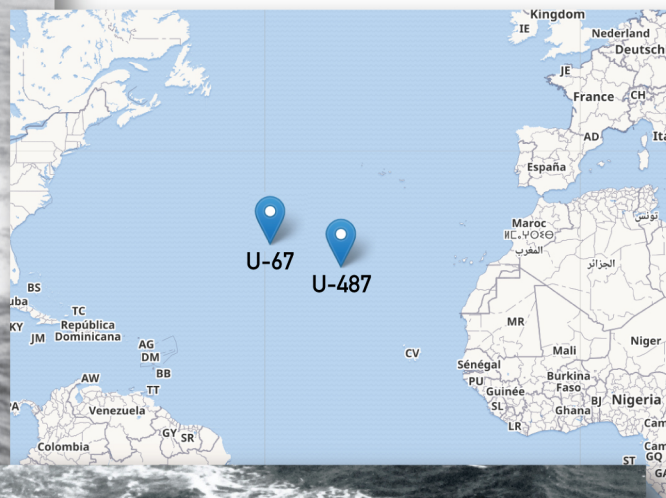 Kingdom
IE
Nederland
Deutsch
JE
France
CH
AD
Ita
España
Maroc
ⵍⵎⵖⵔⵉⴱ
المغرب
تونس
الجزائر
U-67
U-487
BS
uba
TC
KY
República
Dominicana
JM
AG
DM
BB
AW
TT
PA
Venezuela
GY
SR
Colombia
CV
MR
Mali
Niger
Sénégal
PU
Burkina
Faso
Guinée
SL
BJ
Nigeria
Ghana
LR
Cam
Cam
ST
GQ
GA